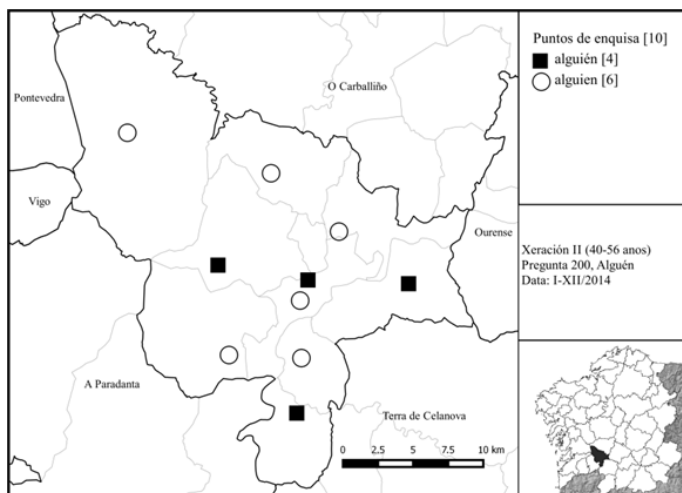 Puntos de enquisa [10]
alguién [4]
alguien [6]
O Carballiño
Pontevedra
Vigo
Ourense
Xeración II (40-56 anos)
Pregunta 200, Alguén
Data: I-XII/2014
A Paradanta
Terra de Celanova
0 2.5 5 7.5 10 km